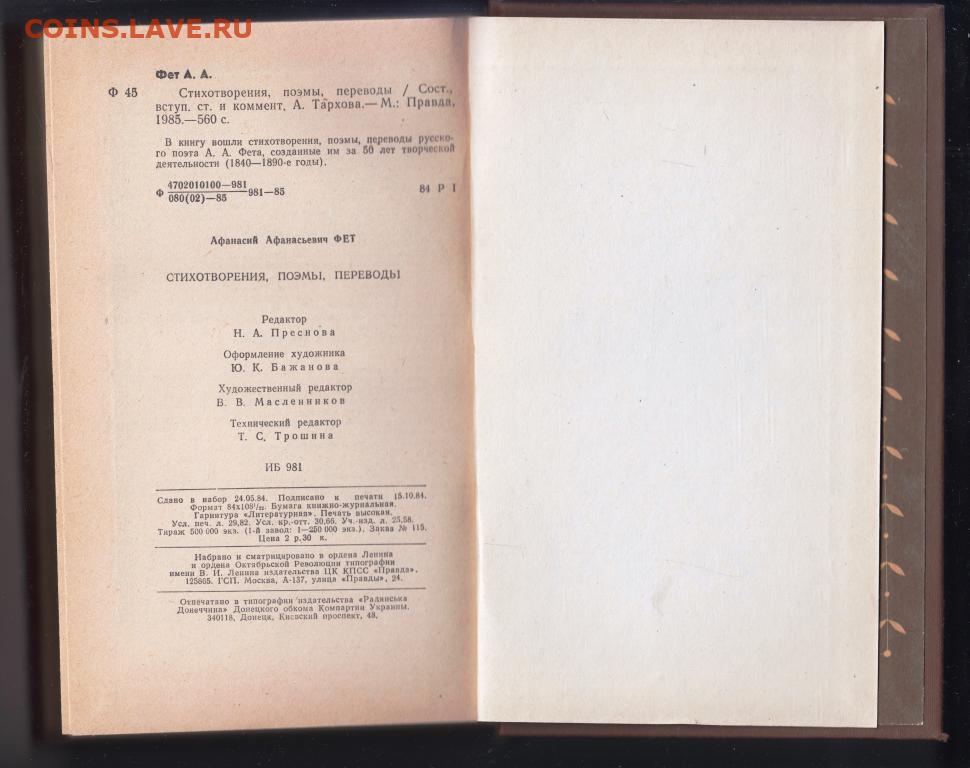 COINS.LAVE.RU
Фет А. А.
Ф 45 Стихотворения, поэмы, переводы / Сост.,
вступ. ст. и коммент. А. Тархова.— М.: Правда,
1985.—560 с.
В книгу вошли стихотворения, поэмы, переводы русско-
го поэта А. А. Фета, созданные им за 50 лет творческой
деятельности (1840—1890-е годы).
4702010100—981
Ф 981—85 84 Р 1
080(02)—85
Афанасий Афанасьевич ФЕТ
СТИХОТВОРЕНИЯ, ПОЭМЫ, ПЕРЕВОДЫ
Редактор
Н. А. Преснова
Оформление художника
Ю. К. Бажанова
Художественный редактор
В. В. Масленников
Технический редактор
Т. С. Трошина
ИБ 981
Сдано в набор 24.05.84. Подписано к печати 15.10.84.
Формат 84х108¹/₃₂. Бумага книжно-журнальная.
Гарнитура «Литературная». Печать высокая.
Усл. печ. л. 29,82. Усл. кр.-отт. 30,66. Уч.-изд. л. 25,58.
Тираж 500 000 экз. (1-й завод: 1—250 000 экз.). Заказ № 115.
Цена 2 р.30 к.
Набрано и сматрицировано в ордена Ленина
и ордена Октябрьской Революции типографии
имени В. И. Ленина издательства ЦК КПСС «Правда».
125865. ГСП. Москва, А-137, улица «Правды», 24.
Отпечатано в типографии издательства «Радянська
Донеччина» Донецкого обкома Компартии Украины.
340118, Донецк, Киевский проспект, 48.